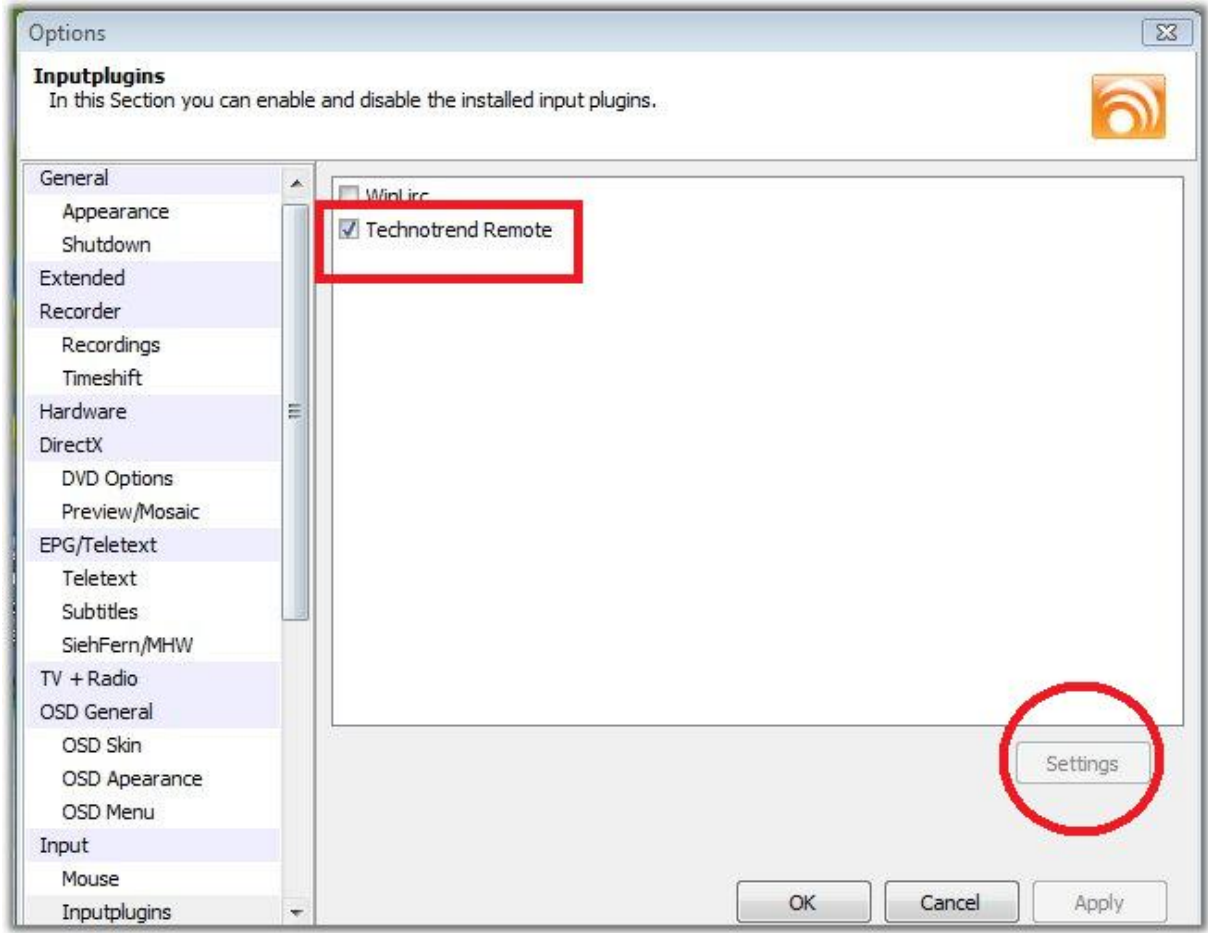 Options
Inputplugins
In this Section you can enable and disable the installed input plugins.
General
Appearance
Shutdown
Extended
Recorder
Recordings
Timeshift
Hardware
DirectX
DVD Options
Preview/Mosaic
EPG/Teletext
Teletext
Subtitles
SiehFern/MHW
TV + Radio
OSD General
OSD Skin
OSD Apearance
OSD Menu
Input
Mouse
Inputplugins
WinLirc
Technotrend Remote
Settings
OK Cancel Apply